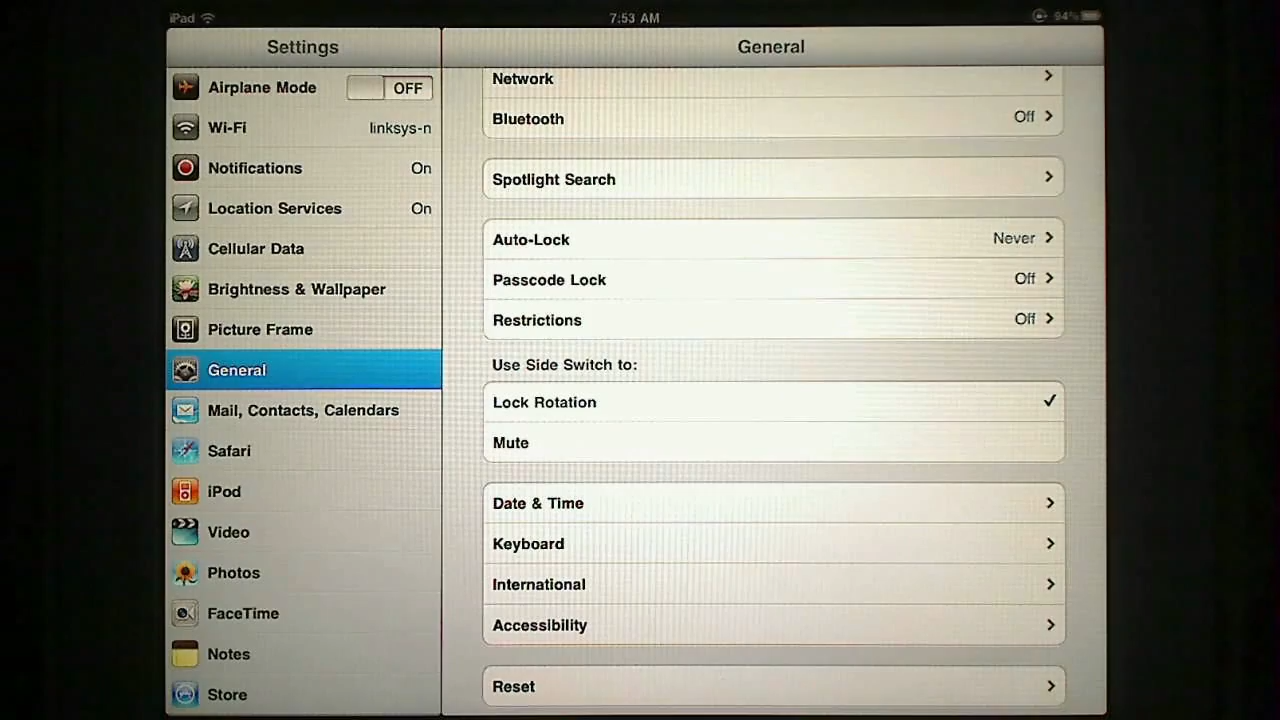 iPad 7:53 AM 94%
Settings
Airplane Mode OFF
Wi-Fi linksys-n
Notifications On
Location Services On
Cellular Data
Brightness & Wallpaper
Picture Frame
General
Mail, Contacts, Calendars
Safari
iPod
Video
Photos
FaceTime
Notes
Store
General
Network
Bluetooth Off
Spotlight Search
Auto-Lock Never
Passcode Lock Off
Restrictions Off
Use Side Switch to:
Lock Rotation
Mute
Date & Time
Keyboard
International
Accessibility
Reset